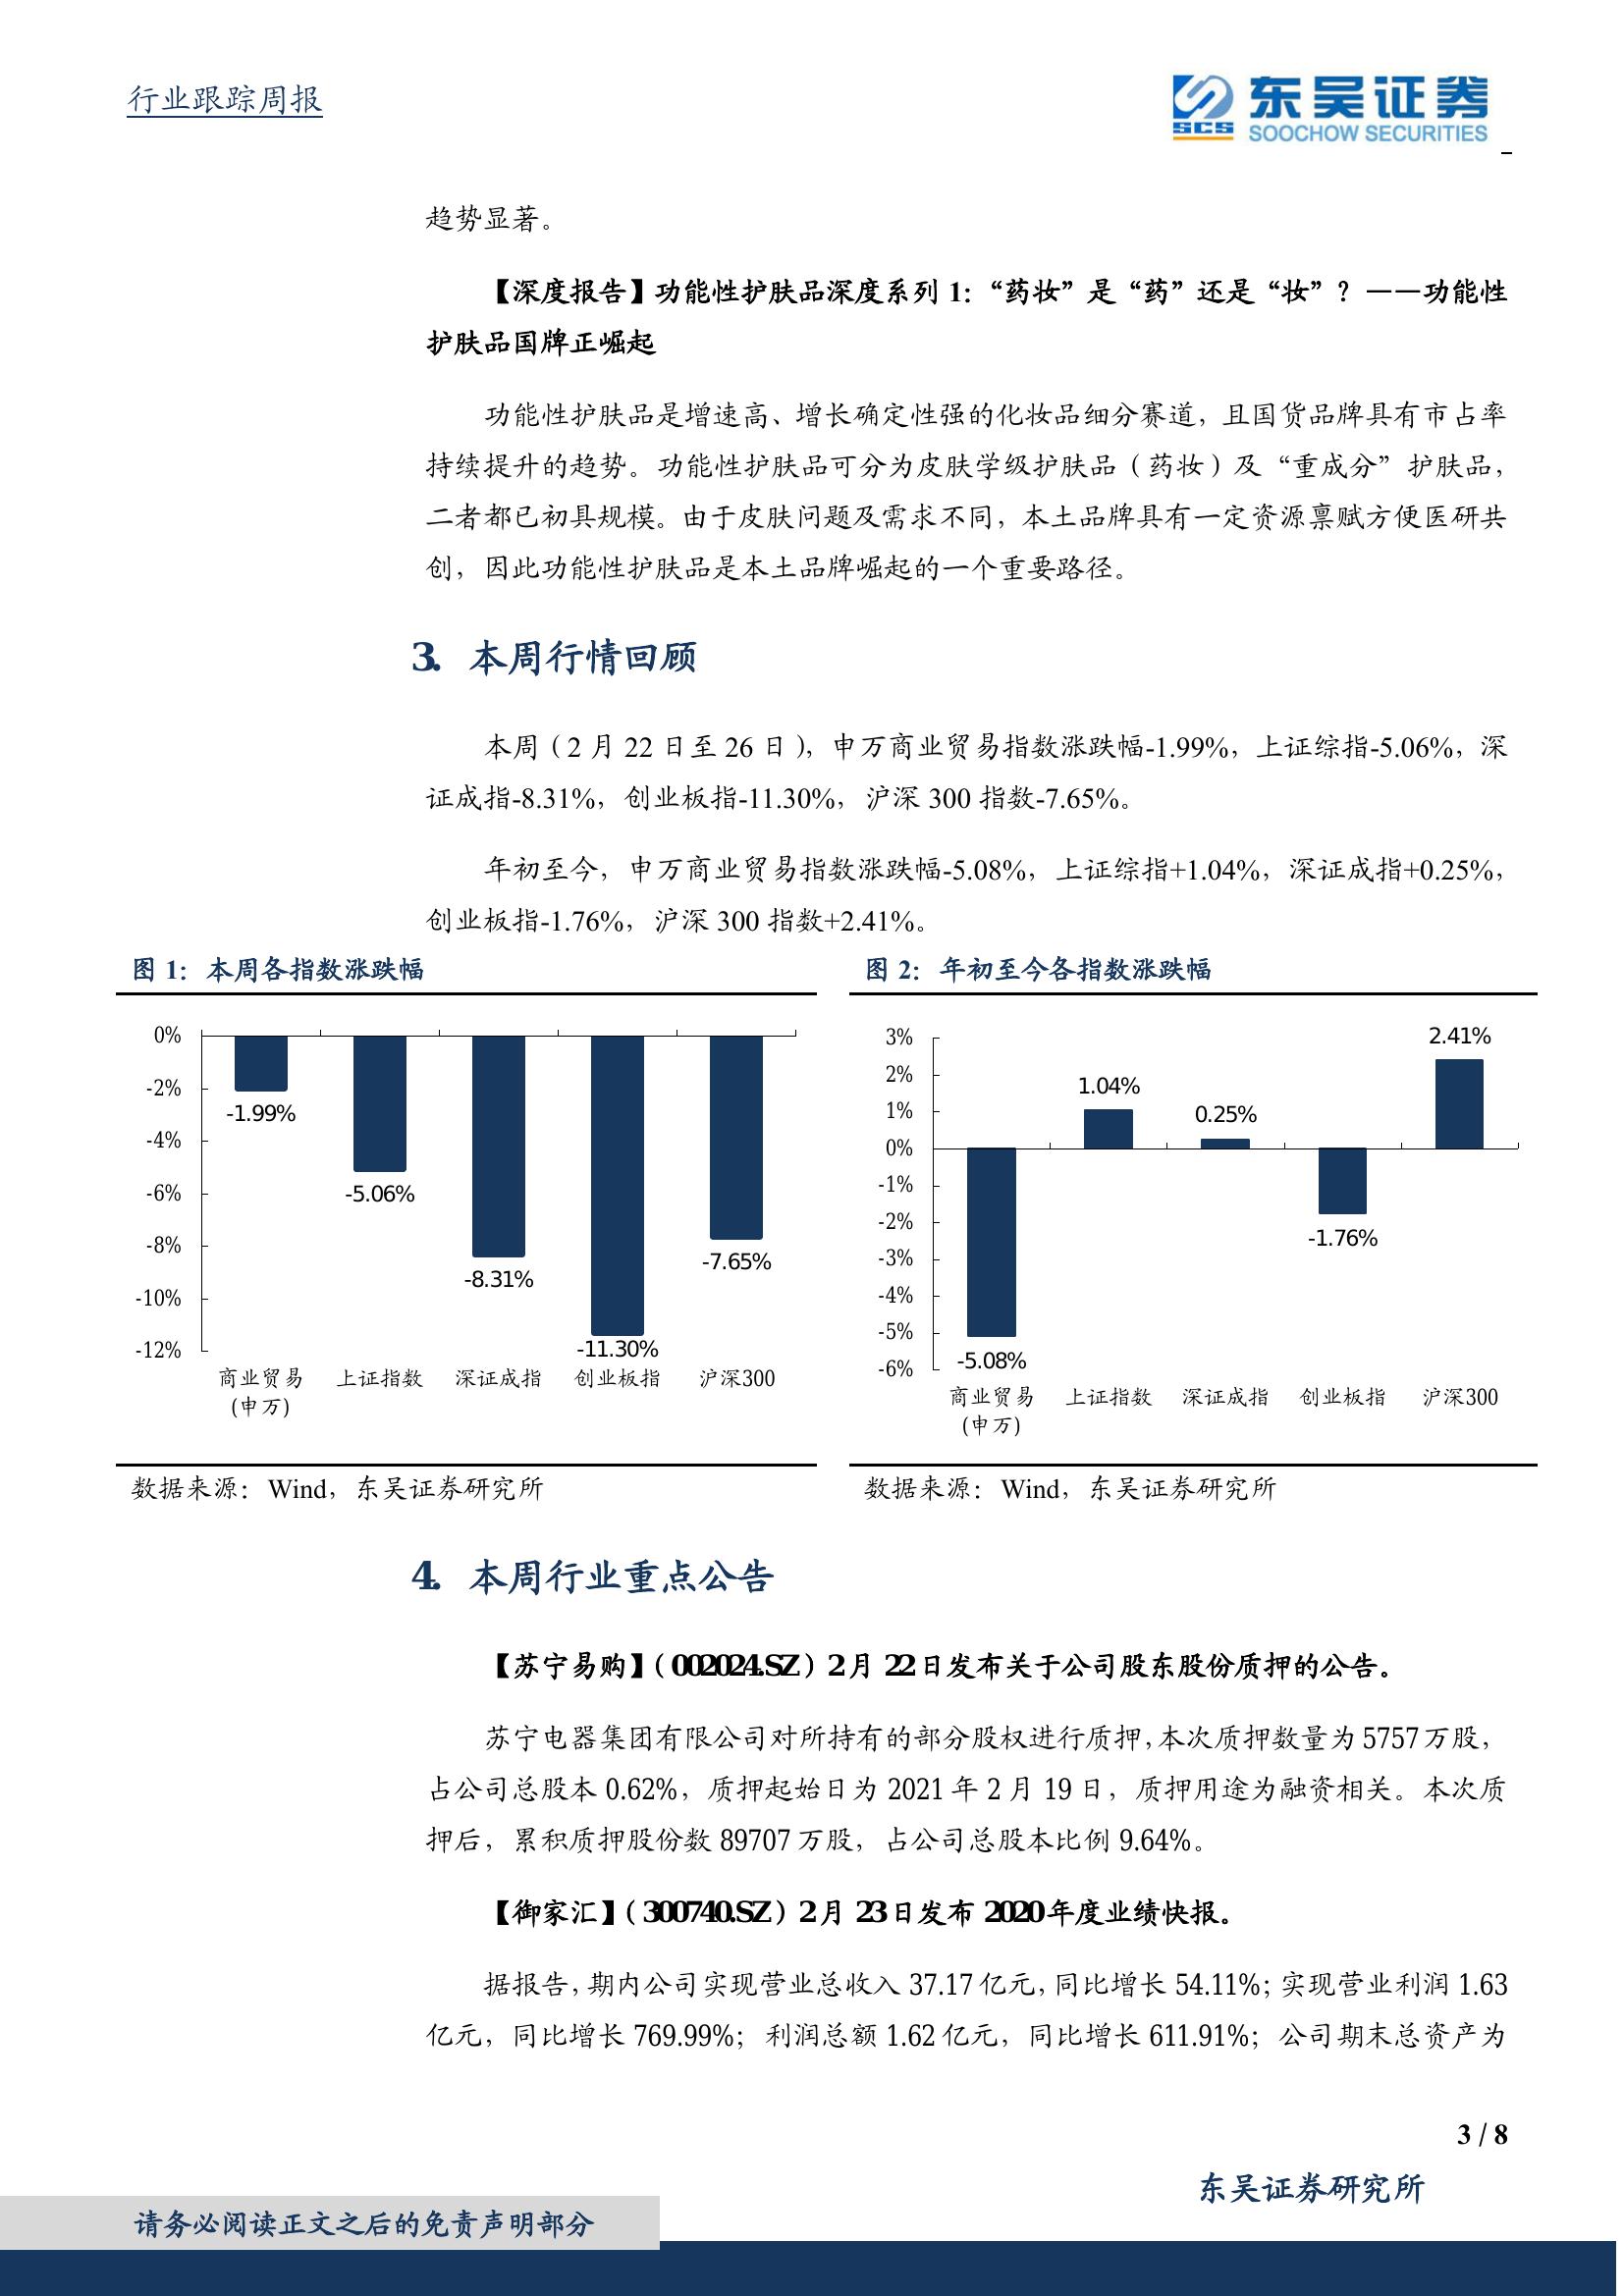 行业跟踪周报
SCS
东吴证券
SOOCHOW SECURITIES
趋势显著。
【深度报告】功能性护肤品深度系列 1：“药妆”是“药”还是“妆”？——功能性
护肤品国牌正崛起
功能性护肤品是增速高、增长确定性强的化妆品细分赛道，且国货品牌具有市占率
持续提升的趋势。功能性护肤品可分为皮肤学级护肤品（药妆）及“重成分”护肤品，
二者都已初具规模。由于皮肤问题及需求不同，本土品牌具有一定资源禀赋方便医研共
创，因此功能性护肤品是本土品牌崛起的一个重要路径。
3. 本周行情回顾
本周（2 月 22 日至 26 日），申万商业贸易指数涨跌幅-1.99%，上证综指-5.06%，深
证成指-8.31%，创业板指-11.30%，沪深 300 指数-7.65%。
年初至今，申万商业贸易指数涨跌幅-5.08%，上证综指+1.04%，深证成指+0.25%，
创业板指-1.76%，沪深 300 指数+2.41%。
图 1：本周各指数涨跌幅
0%
-2%
-4%
-6%
-8%
-10%
-12%
-1.99%
-5.06%
-8.31%
-11.30%
-7.65%
商业贸易 上证指数 深证成指 创业板指 沪深300
(申万)
数据来源：Wind，东吴证券研究所
图 2：年初至今各指数涨跌幅
3%
2%
1%
0%
-1%
-2%
-3%
-4%
-5%
-6%
-5.08%
1.04%
0.25%
-1.76%
2.41%
商业贸易 上证指数 深证成指 创业板指 沪深300
(申万)
数据来源：Wind，东吴证券研究所
4. 本周行业重点公告
【苏宁易购】（002024.SZ）2 月 22 日发布关于公司股东股份质押的公告。
苏宁电器集团有限公司对所持有的部分股权进行质押，本次质押数量为 5757 万股，
占公司总股本 0.62%，质押起始日为 2021 年 2 月 19 日，质押用途为融资相关。本次质
押后，累积质押股份数 89707 万股，占公司总股本比例 9.64%。
【御家汇】（300740.SZ）2 月 23 日发布 2020 年度业绩快报。
据报告，期内公司实现营业总收入 37.17 亿元，同比增长 54.11%；实现营业利润 1.63
亿元，同比增长 769.99%；利润总额 1.62 亿元，同比增长 611.91%；公司期末总资产为
3 / 8
东吴证券研究所
请务必阅读正文之后的免责声明部分